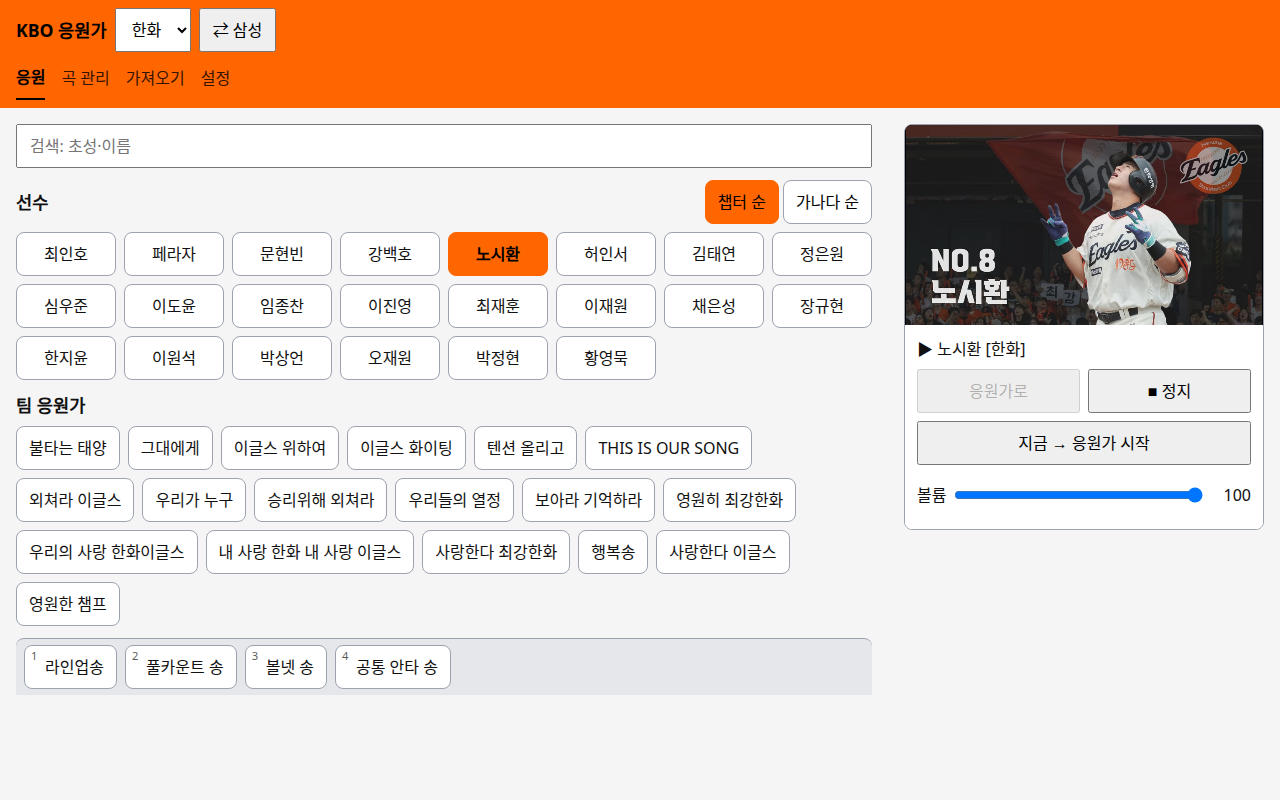 KBO 응원가 한화 ⇄ 삼성
응원 곡 관리 가져오기 설정
검색: 초성·이름
선수 챕터 순 가나다 순
최인호 페라자 문현빈 강백호 노시환 허인서 김태연 정은원
심우준 이도윤 임종찬 이진영 최재훈 이재원 채은성 장규현
한지윤 이원석 박상언 오재원 박정현 황영묵
팀 응원가
불타는 태양 그대에게 이글스 위하여 이글스 화이팅 텐션 올리고 THIS IS OUR SONG
외쳐라 이글스 우리가 누구 승리위해 외쳐라 우리들의 열정 보아라 기억하라 영원히 최강한화
우리의 사랑 한화이글스 내 사랑 한화 내 사랑 이글스 사랑한다 최강한화 행복송 사랑한다 이글스
영원한 챔프
1 라인업송 2 풀카운트 송 3 볼넷 송 4 공통 안타 송
Eagles
Eagles
Eagles
최강
NO.8
노시환
▶ 노시환 [한화]
응원가로 ■ 정지
지금 → 응원가 시작
볼륨 100